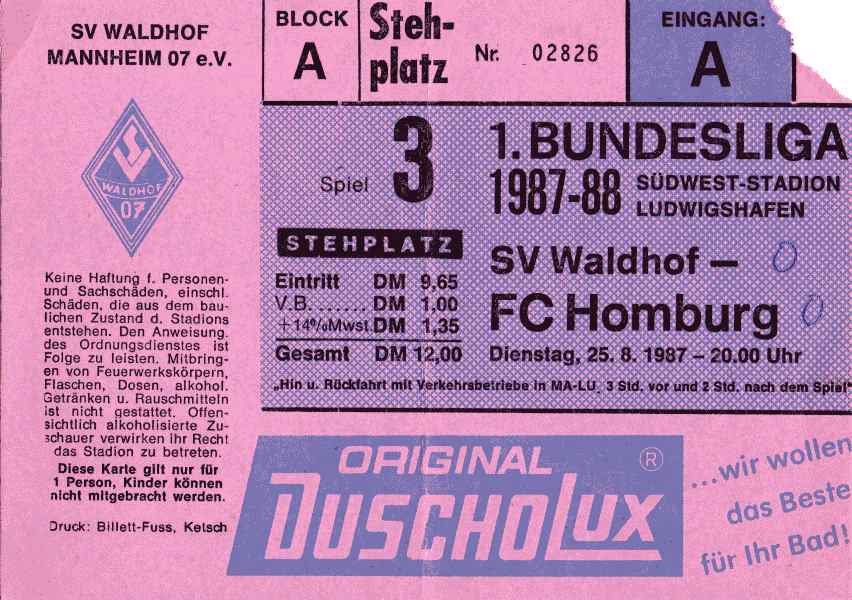 SV WALDHOF
MANNHEIM 07 e.V.
SV
WALDHOF
07
Keine Haftung f. Personen-
und Sachschäden, einschl.
Schäden, die aus dem bau-
lichen Zustand d. Stadions
entstehen. Den Anweisung.
des Ordnungsdienstes ist
Folge zu leisten. Mitbring-
en von Feuerwerkskörpern,
Flaschen, Dosen, alkohol.
Getränken u. Rauschmitteln
ist nicht gestattet. Offen-
sichtlich alkoholisierte Zu-
schauer verwirken ihr Recht
das Stadion zu betreten.
Diese Karte gilt nur für
1 Person, Kinder können
nicht mitgebracht werden.
Druck: Billett-Fuss, Ketsch
BLOCK
A
Steh-
platz
Nr. 02826
EINGANG:
A
Spiel 3
1. BUNDESLIGA
1987-88 SÜDWEST-STADION
LUDWIGSHAFEN
STEHPLATZ
Eintritt DM 9,65
V.B....... DM 1,00
+14%Mwst. DM 1,35
Gesamt DM 12,00
SV Waldhof – 0
FC Homburg 0
Dienstag, 25. 8. 1987 – 20.00 Uhr
„Hin u. Rückfahrt mit Verkehrsbetriebe in MA-LU, 3 Std. vor und 2 Std. nach dem Spiel"
ORIGINAL ®
DUSCHOLUX
...wir wollen
das Beste
für Ihr Bad!